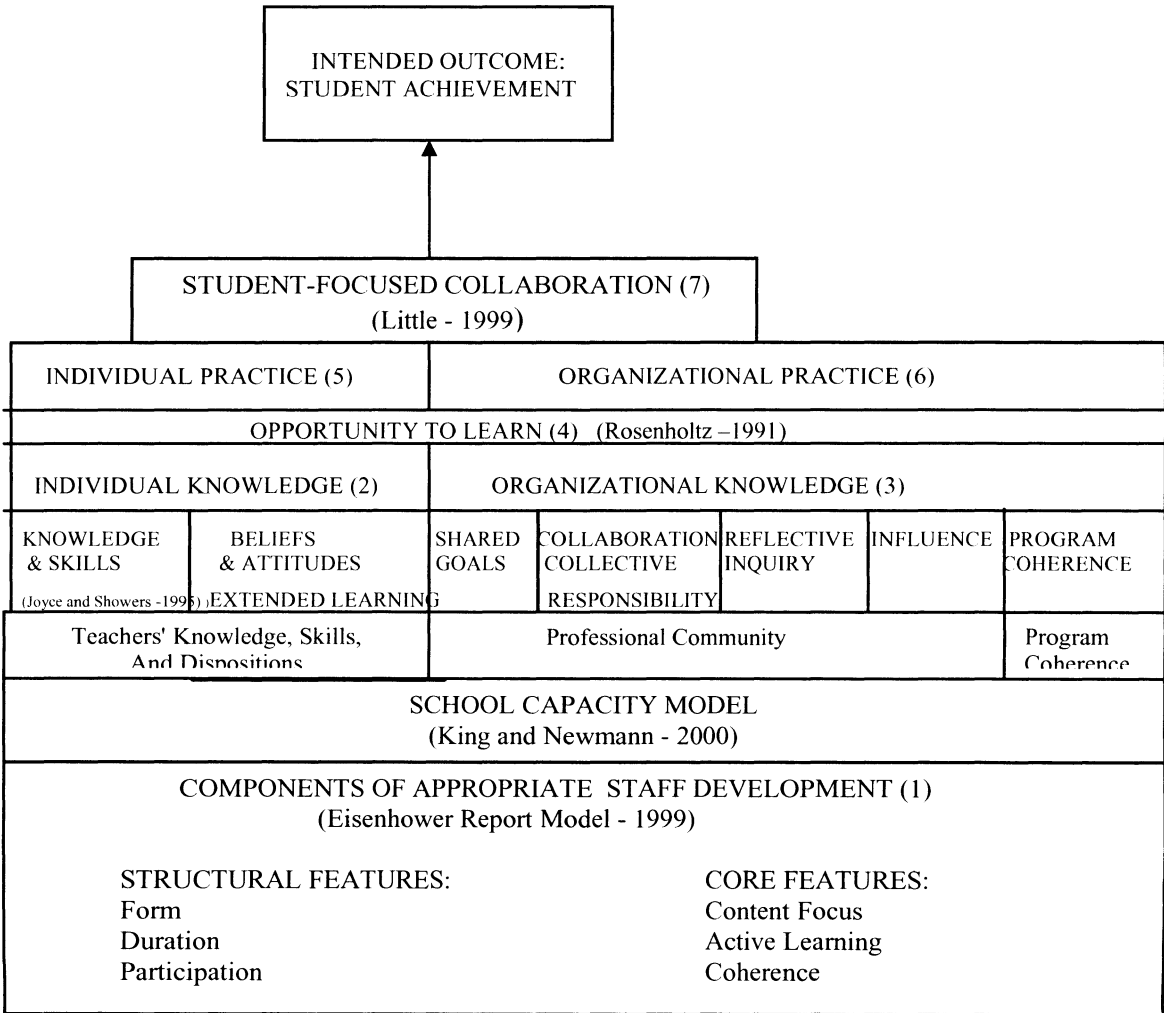 INTENDED OUTCOME:
STUDENT ACHIEVEMENT
STUDENT-FOCUSED COLLABORATION (7)
(Little - 1999)
INDIVIDUAL PRACTICE (5)
ORGANIZATIONAL PRACTICE (6)
OPPORTUNITY TO LEARN (4) (Rosenholtz –1991)
INDIVIDUAL KNOWLEDGE (2)
ORGANIZATIONAL KNOWLEDGE (3)
KNOWLEDGE
& SKILLS
(Joyce and Showers -1995)
BELIEFS
& ATTITUDES
EXTENDED LEARNING
SHARED
GOALS
COLLABORATION
COLLECTIVE
RESPONSIBILITY
REFLECTIVE
INQUIRY
INFLUENCE
PROGRAM
COHERENCE
Teachers' Knowledge, Skills,
And Dispositions
Professional Community
Program
Coherence
SCHOOL CAPACITY MODEL
(King and Newmann - 2000)
COMPONENTS OF APPROPRIATE STAFF DEVELOPMENT (1)
(Eisenhower Report Model - 1999)
STRUCTURAL FEATURES:
Form
Duration
Participation
CORE FEATURES:
Content Focus
Active Learning
Coherence